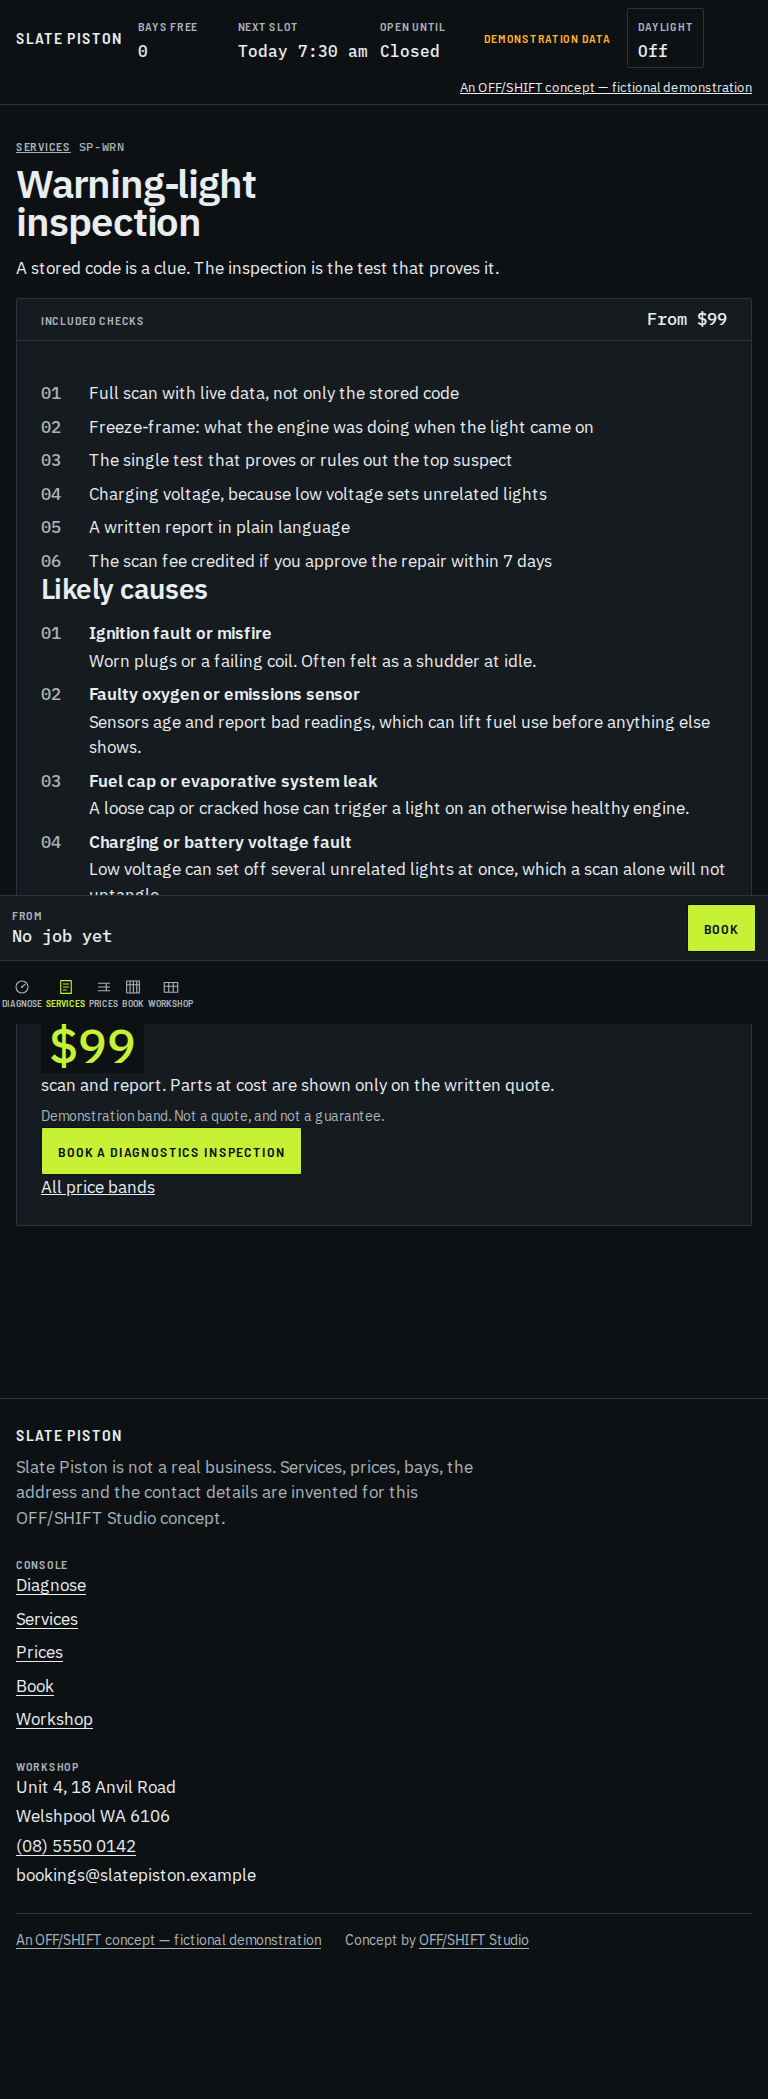 SLATE PISTON
BAYS FREE
0
NEXT SLOT
Today 7:30 am
OPEN UNTIL
Closed
DEMONSTRATION DATA
DAYLIGHT
Off
An OFF/SHIFT concept — fictional demonstration
SERVICES SP-WRN
Warning-light
inspection
A stored code is a clue. The inspection is the test that proves it.
INCLUDED CHECKS From $99
01 Full scan with live data, not only the stored code
02 Freeze-frame: what the engine was doing when the light came on
03 The single test that proves or rules out the top suspect
04 Charging voltage, because low voltage sets unrelated lights
05 A written report in plain language
06 The scan fee credited if you approve the repair within 7 days
Likely causes
01 Ignition fault or misfire
Worn plugs or a failing coil. Often felt as a shudder at idle.
02 Faulty oxygen or emissions sensor
Sensors age and report bad readings, which can lift fuel use before anything else
shows.
03 Fuel cap or evaporative system leak
A loose cap or cracked hose can trigger a light on an otherwise healthy engine.
04 Charging or battery voltage fault
Low voltage can set off several unrelated lights at once, which a scan alone will not
untangle.
FROM
No job yet
BOOK
DIAGNOSE SERVICES PRICES BOOK WORKSHOP
$99
scan and report. Parts at cost are shown only on the written quote.
Demonstration band. Not a quote, and not a guarantee.
BOOK A DIAGNOSTICS INSPECTION
All price bands
SLATE PISTON
Slate Piston is not a real business. Services, prices, bays, the
address and the contact details are invented for this
OFF/SHIFT Studio concept.
CONSOLE
Diagnose
Services
Prices
Book
Workshop
WORKSHOP
Unit 4, 18 Anvil Road
Welshpool WA 6106
(08) 5550 0142
bookings@slatepiston.example
An OFF/SHIFT concept — fictional demonstration Concept by OFF/SHIFT Studio